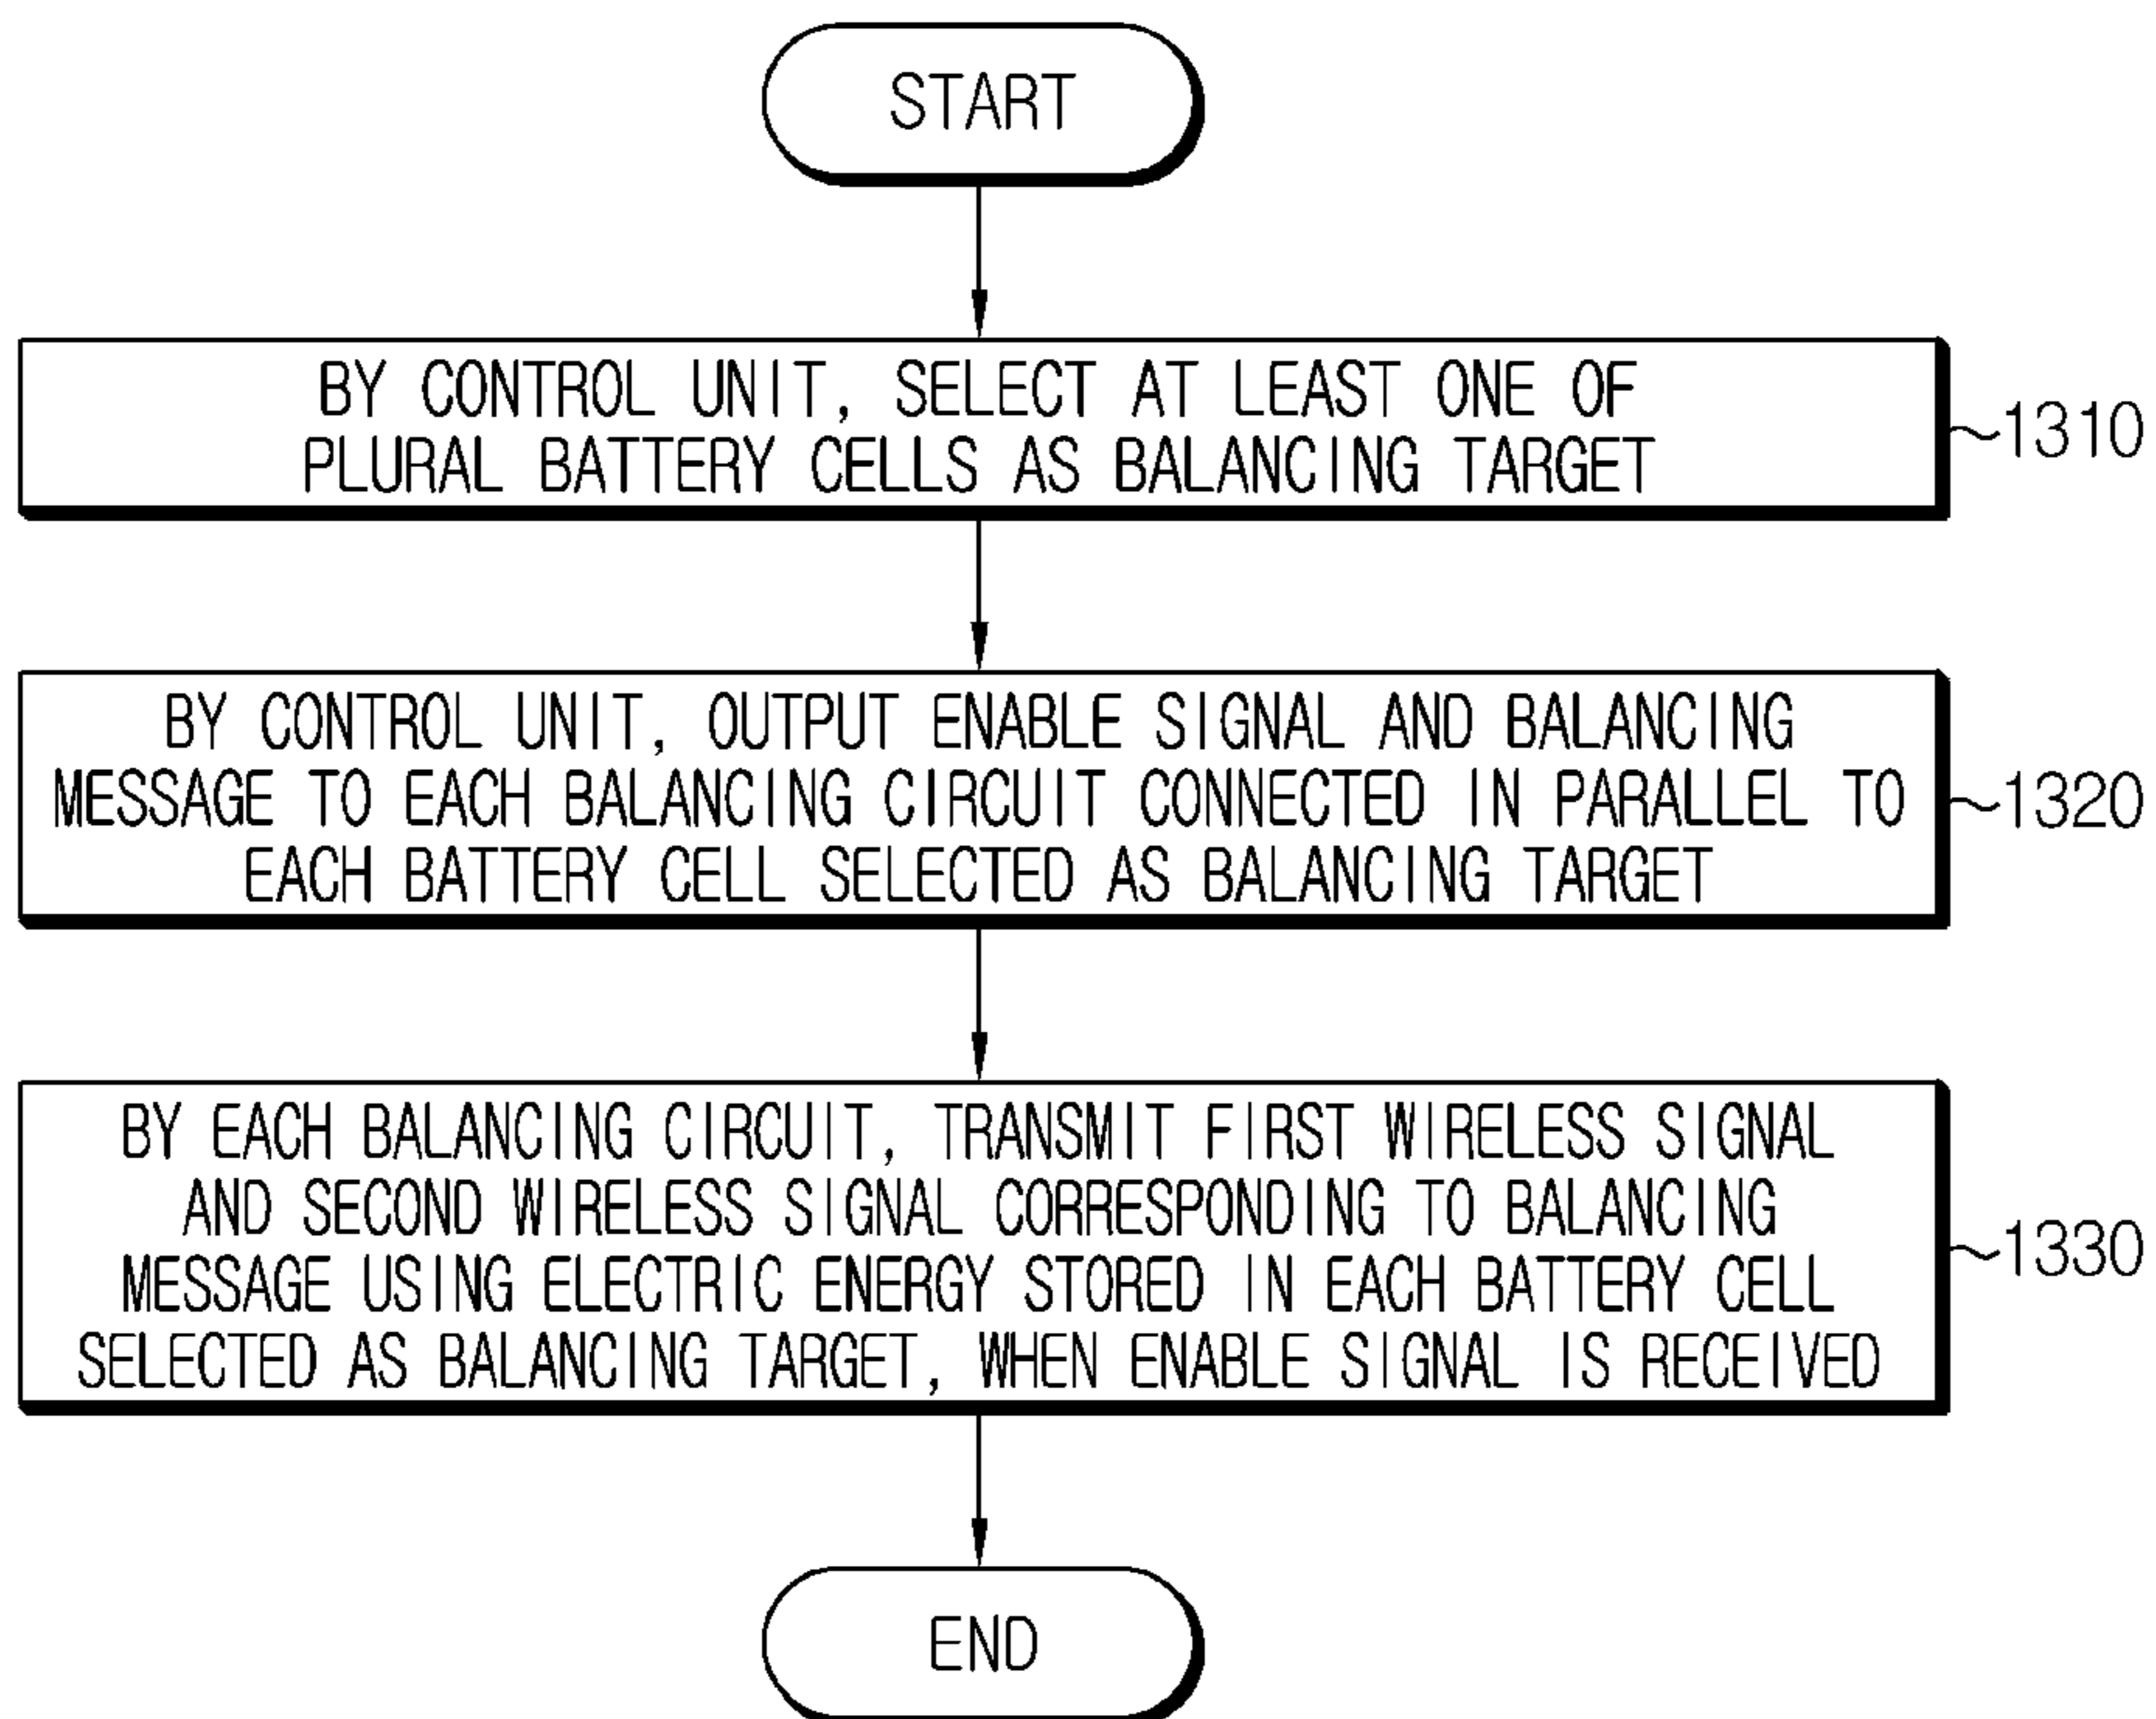 START
BY CONTROL UNIT, SELECT AT LEAST ONE OF
PLURAL BATTERY CELLS AS BALANCING TARGET
1310
BY CONTROL UNIT, OUTPUT ENABLE SIGNAL AND BALANCING
MESSAGE TO EACH BALANCING CIRCUIT CONNECTED IN PARALLEL TO
EACH BATTERY CELL SELECTED AS BALANCING TARGET
1320
BY EACH BALANCING CIRCUIT, TRANSMIT FIRST WIRELESS SIGNAL
AND SECOND WIRELESS SIGNAL CORRESPONDING TO BALANCING
MESSAGE USING ELECTRIC ENERGY STORED IN EACH BATTERY CELL
SELECTED AS BALANCING TARGET, WHEN ENABLE SIGNAL IS RECEIVED
1330
END